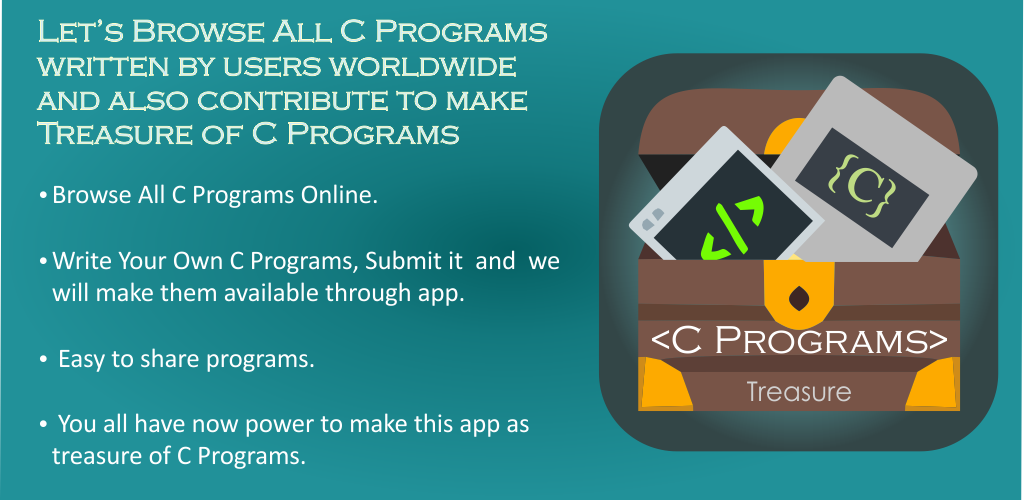 Let's Browse All C Programs
written by users worldwide
and also contribute to make
Treasure of C Programs
• Browse All C Programs Online.
• Write Your Own C Programs, Submit it and we
will make them available through app.
• Easy to share programs.
• You all have now power to make this app as
treasure of C Programs.
{C}
</>
<C Programs>
Treasure